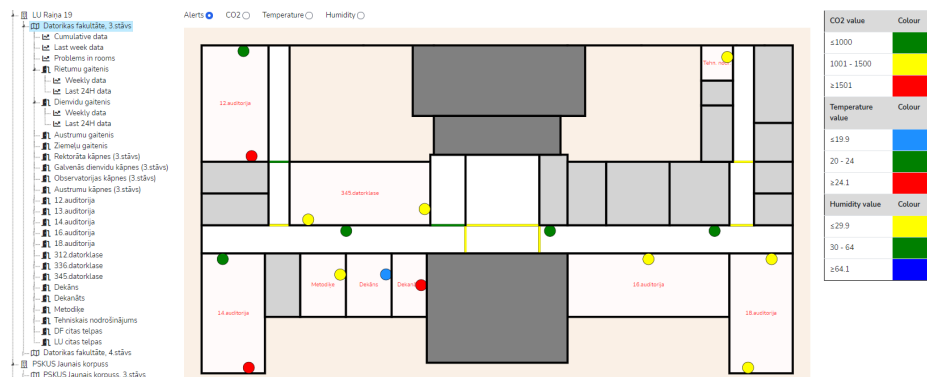 LU Raiņa 19
Datorikas fakultāte, 3.stāvs
Cumulative data
Last week data
Problems in rooms
Rietumu gaitenis
Weekly data
Last 24H data
Dienvidu gaitenis
Weekly data
Last 24H data
Austrumu gaitenis
Ziemeļu gaitenis
Rektorāta kāpnes (3.stāvs)
Galvenās dienvidu kāpnes (3.stāvs)
Observatorijas kāpnes (3.stāvs)
Austrumu kāpnes (3.stāvs)
12.auditorija
13.auditorija
14.auditorija
16.auditorija
18.auditorija
312.datorklase
336.datorklase
345.datorklase
Dekāns
Dekanāts
Metodiķe
Tehniskais nodrošinājums
DF citas telpas
LU citas telpas
Datorikas fakultāte, 4.stāvs
PSKUS Jaunais korpuss
PSKUS Jaunais korpuss, 3.stāvs
Alerts CO2 Temperature Humidity
Tehn. nod
12.auditorija
345.datorklase
Metodiķe Dekāns
14.auditorija
16.auditorija
18.auditorija
CO2 value Colour
≤1000
1001 - 1500
≥1501
Temperature value Colour
≤19.9
20 - 24
≥24.1
Humidity value Colour
≤29.9
30 - 64
≥64.1